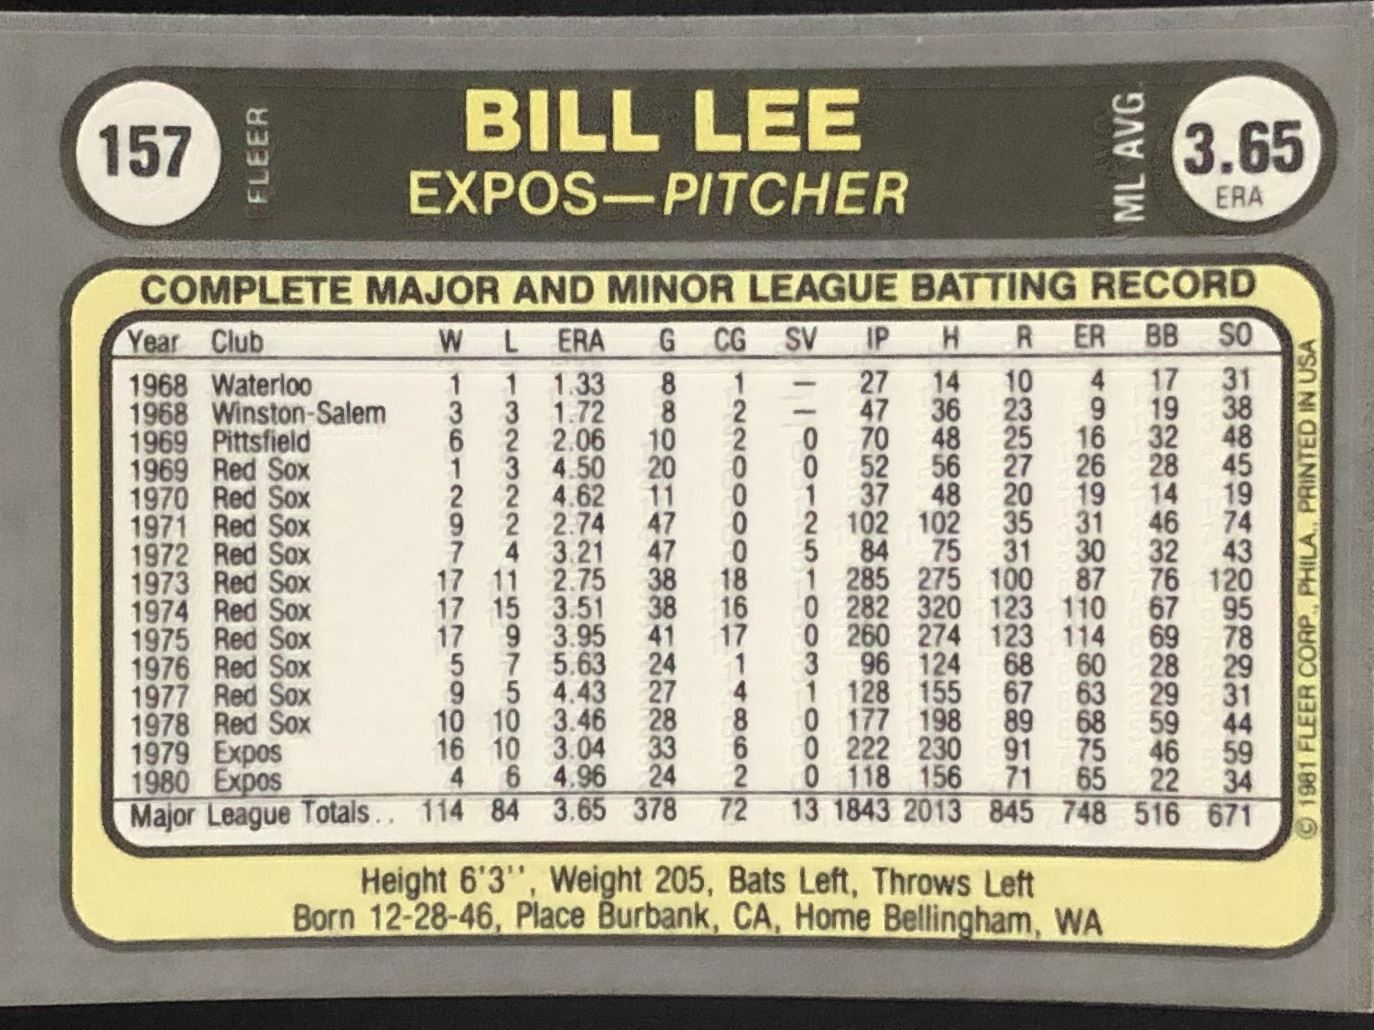 157 FLEER BILL LEE ML AVG. 3.65
EXPOS—PITCHER ERA
COMPLETE MAJOR AND MINOR LEAGUE BATTING RECORD
Year Club W L ERA G CG SV IP H R ER BB SO
1968 Waterloo 1 1 1.33 8 1 — 27 14 10 4 17 31
1968 Winston-Salem 3 3 1.72 8 2 — 47 36 23 9 19 38
1969 Pittsfield 6 2 2.06 10 2 0 70 48 25 16 32 48
1969 Red Sox 1 3 4.50 20 0 0 52 56 27 26 28 45
1970 Red Sox 2 2 4.62 11 0 1 37 48 20 19 14 19
1971 Red Sox 9 2 2.74 47 0 2 102 102 35 31 46 74
1972 Red Sox 7 4 3.21 47 0 5 84 75 31 30 32 43
1973 Red Sox 17 11 2.75 38 18 1 285 275 100 87 76 120
1974 Red Sox 17 15 3.51 38 16 0 282 320 123 110 67 95
1975 Red Sox 17 9 3.95 41 17 0 260 274 123 114 69 78
1976 Red Sox 5 7 5.63 24 1 3 96 124 68 60 28 29
1977 Red Sox 9 5 4.43 27 4 1 128 155 67 63 29 31
1978 Red Sox 10 10 3.46 28 8 0 177 198 89 68 59 44
1979 Expos 16 10 3.04 33 6 0 222 230 91 75 46 59
1980 Expos 4 6 4.96 24 2 0 118 156 71 65 22 34
Major League Totals.. 114 84 3.65 378 72 13 1843 2013 845 748 516 671
© 1981 FLEER CORP., PHILA., PRINTED IN USA
Height 6'3'', Weight 205, Bats Left, Throws Left
Born 12-28-46, Place Burbank, CA, Home Bellingham, WA